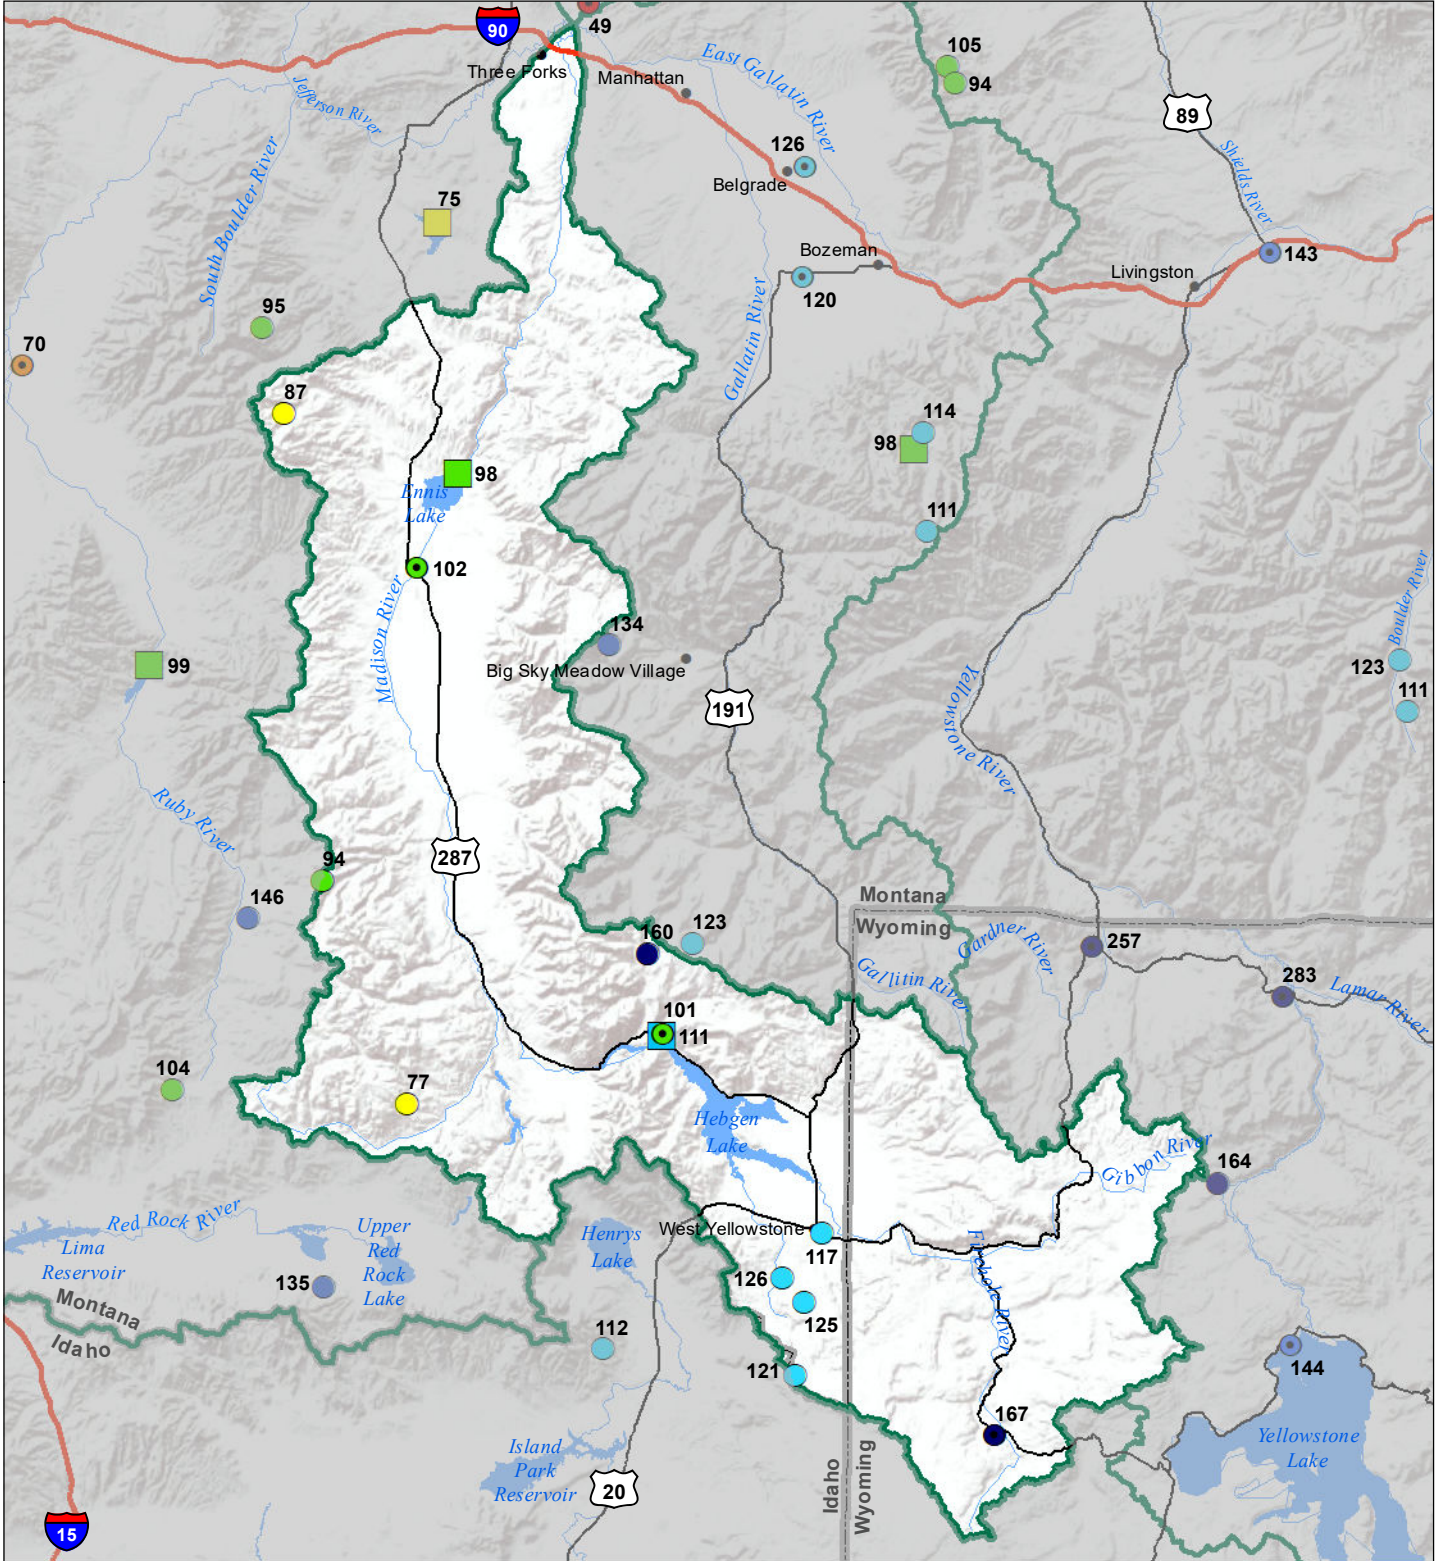 49
90
105
East Gallatin River
Three Forks
Manhattan
94
Jefferson River
89
126
Shields River
Belgrade
South Boulder River
75
Bozeman
143
Livingston
120
Gallatin River
95
70
87
114
98
98
Ennis
Lake
111
102
Boulder River
Madison River
134
99
Big Sky Meadow Village
123
111
191
Yellowstone River
Ruby River
287
94
Montana
146
123
Wyoming
160
Gardner River
257
Gallitin River
283
Lamar River
101
111
104
77
Hebgen
Lake
Gibbon River
164
Red Rock River
Upper
Red
Rock
Lake
Henrys
Lake
West Yellowstone
Lima
Reservoir
117
Firehole River
126
135
Montana
125
Idaho
112
144
121
167
Yellowstone
Lake
Island
Park
Reservoir
Idaho
Wyoming
20
15